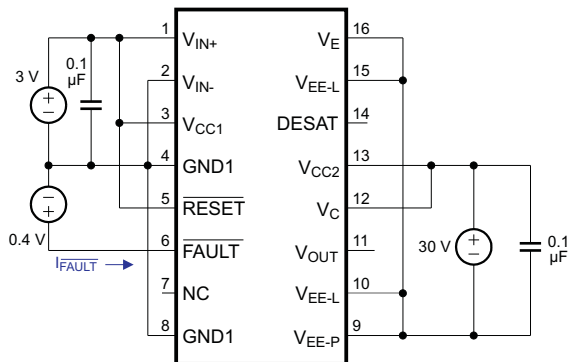 1 V_IN+ V_E 16
2 V_IN- V_EE-L 15
3 V_CC1 DESAT 14
4 GND1 V_CC2 13
5 RESET V_C 12
6 FAULT V_OUT 11
7 NC V_EE-L 10
8 GND1 V_EE-P 9
3 V
+
−
0.1
µF
−
+
0.4 V
I_FAULT
30 V
+
−
0.1
µF